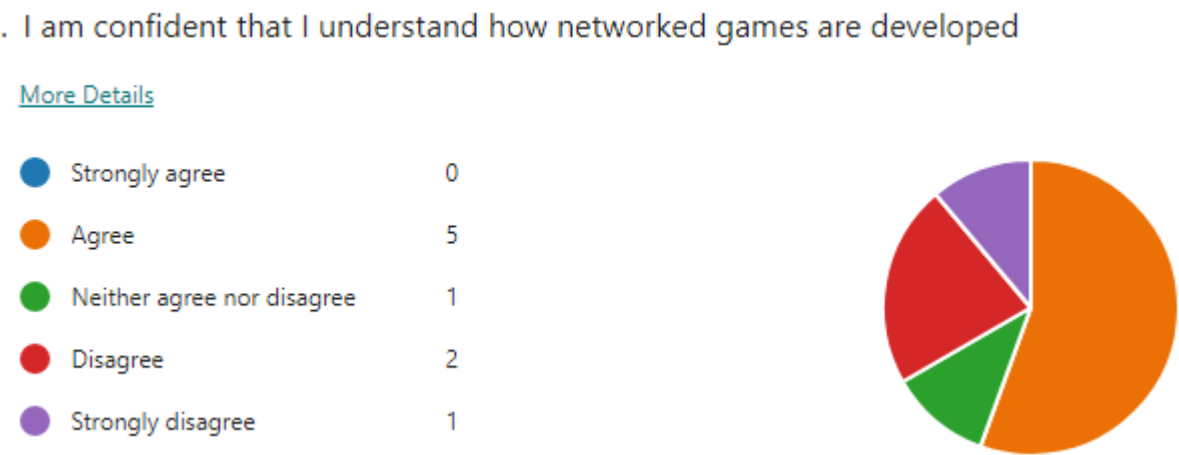 . I am confident that I understand how networked games are developed
More Details
Strongly agree 0
Agree 5
Neither agree nor disagree 1
Disagree 2
Strongly disagree 1